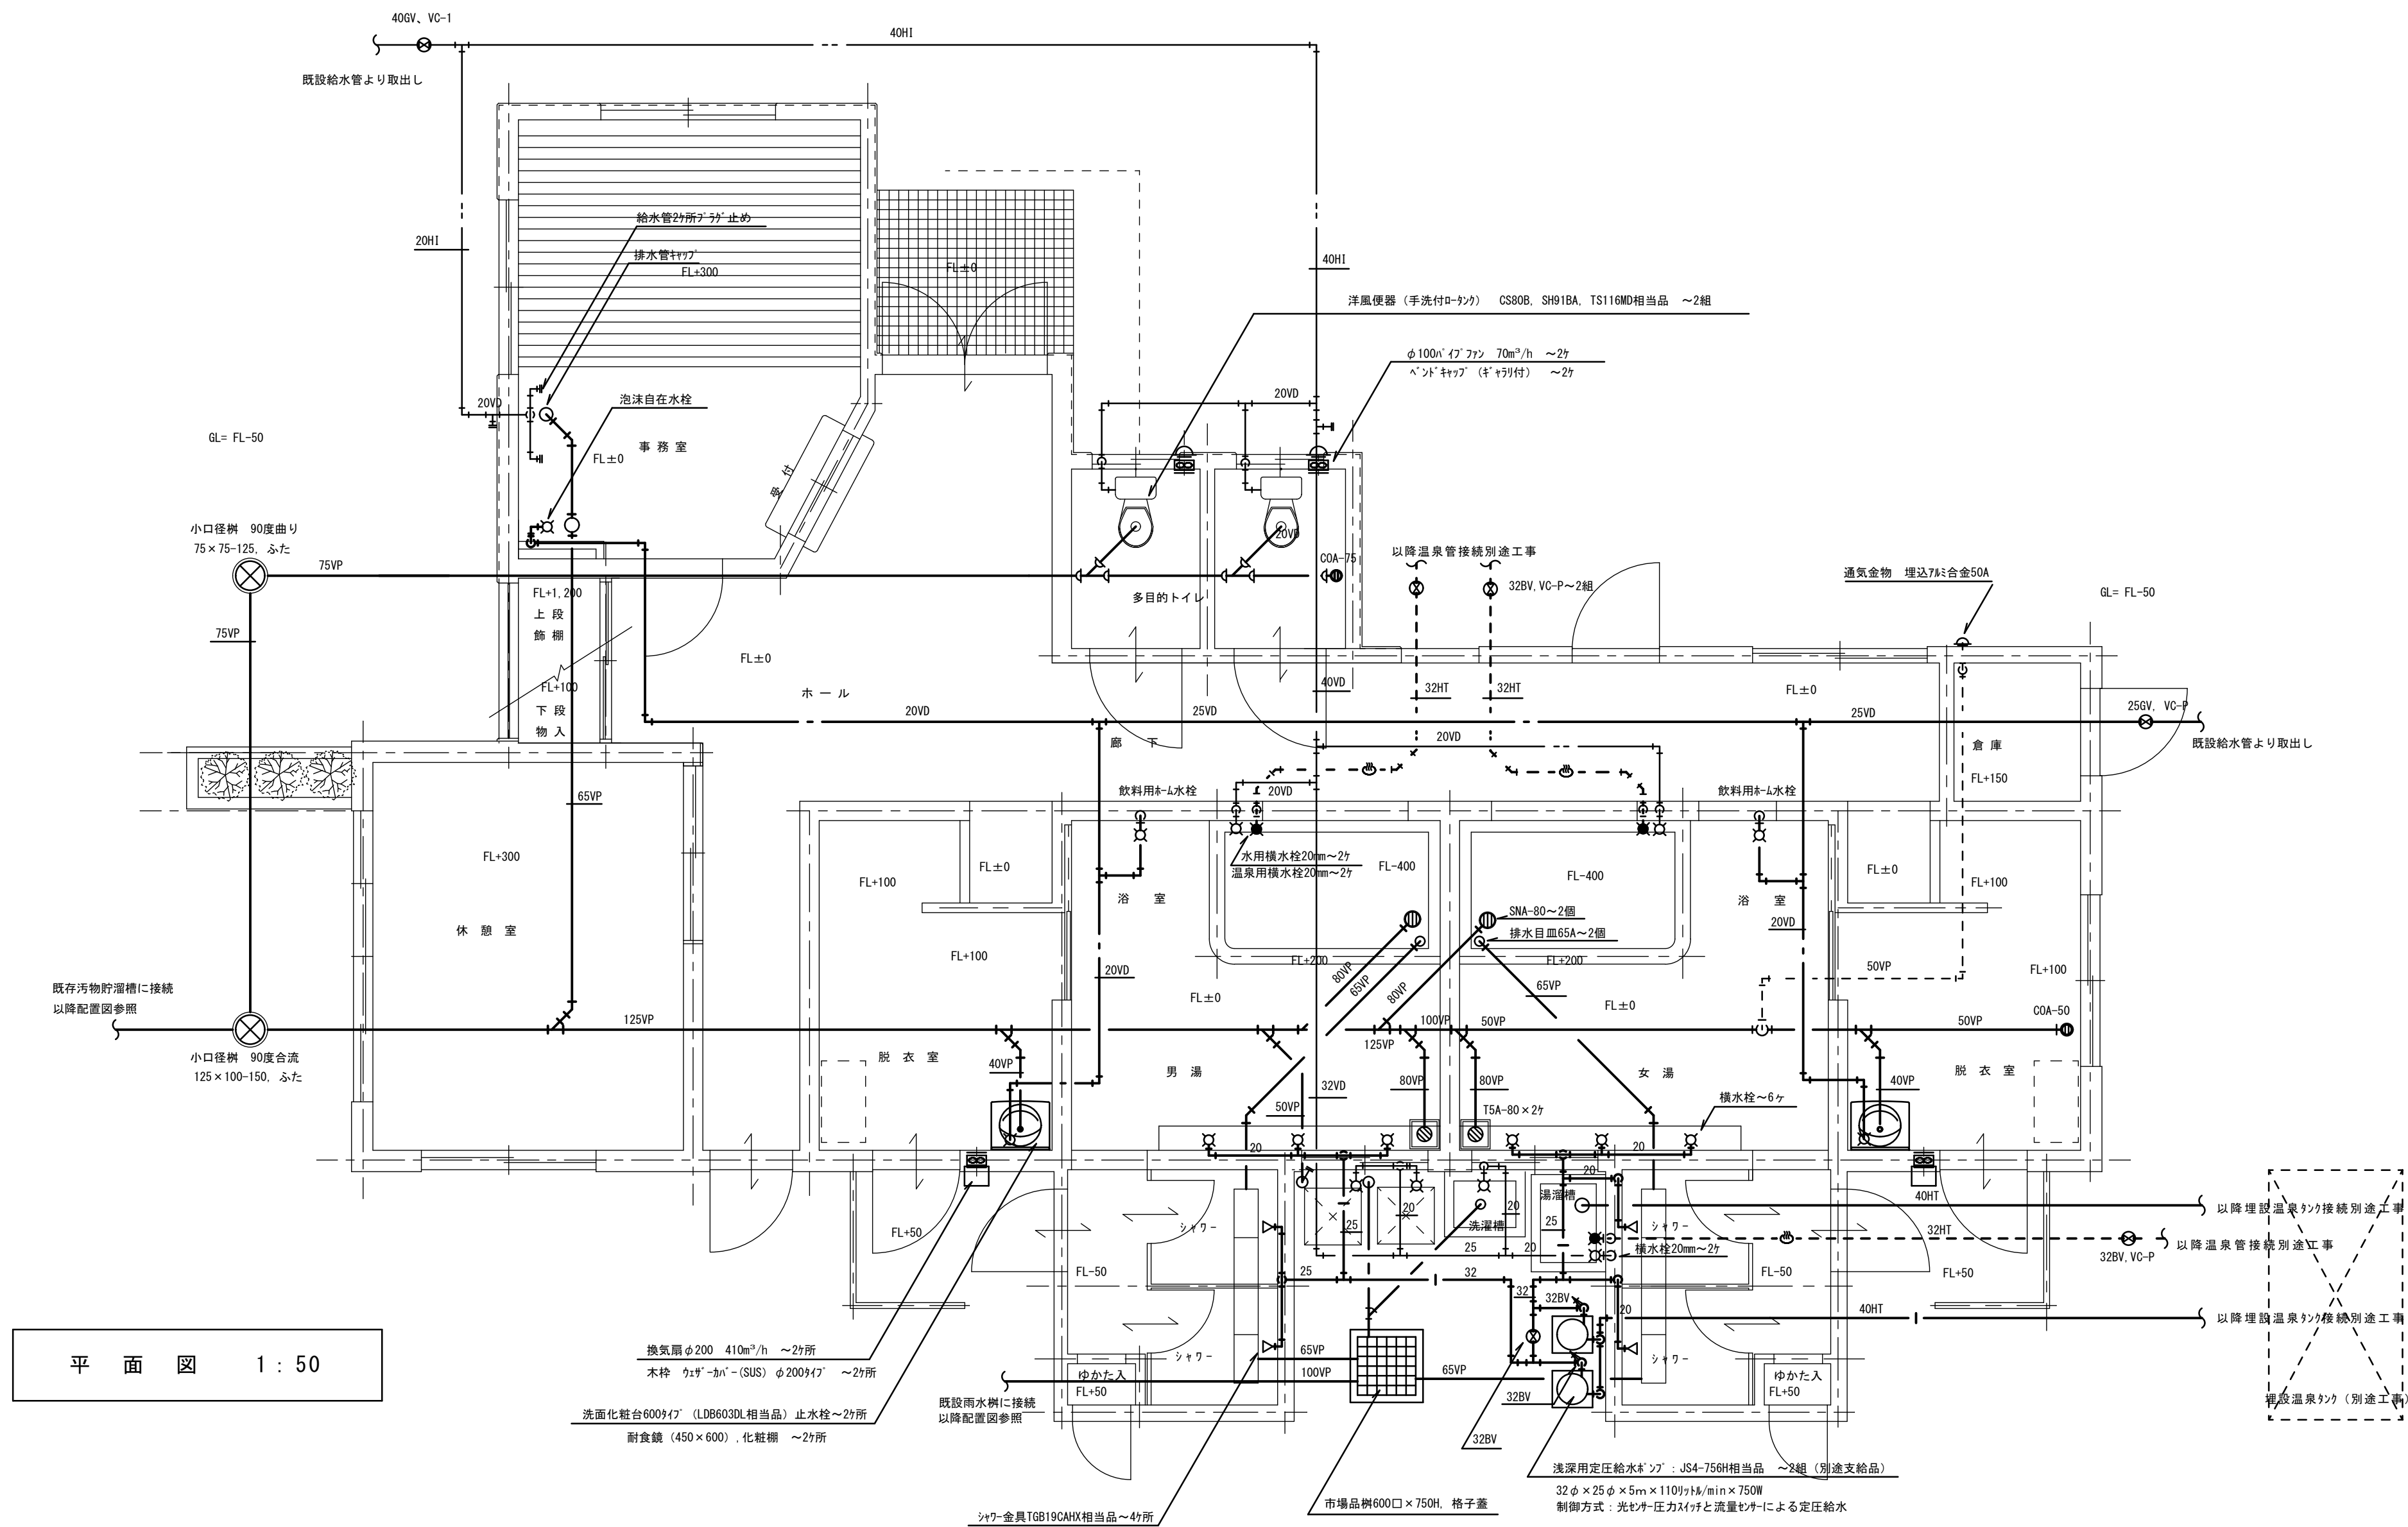 40GV、VC-1
40HI
既設給水管より取出し
給水管2ｹ所ﾌﾟﾗｸﾞ止め
20HI
排水管ｷｬｯﾌﾟ
FL+300
FL±0
40HI
洋風便器（手洗付ﾛｰﾀﾝｸ） CS80B, SH91BA, TS116MD相当品 ～2組
φ100ﾊﾟｲﾌﾟﾌｧﾝ 70m³/h ～2ｹ
ﾍﾞﾝﾄﾞｷｬｯﾌﾟ（ｷﾞｬﾗﾘ付） ～2ｹ
20VD
泡沫自在水栓
20VD
GL= FL-50
事務室
FL±0
受付
小口径桝 90度曲り
75×75-125, ふた
75VP
20VD
COA-75
以降温泉管接続別途工事
32BV,VC-P～2組
通気金物 埋込ｱﾙﾐ合金50A
GL= FL-50
FL+1,200
上段
飾棚
多目的トイレ
75VP
FL±0
FL+100
下段
物入
ホール
40VD
32HT
32HT
FL±0
20VD
25VD
25VD
25GV, VC-P
既設給水管より取出し
廊下
20VD
倉庫
FL+150
65VP
飲料用ﾎｰﾑ水栓
20VD
飲料用ﾎｰﾑ水栓
FL+300
FL+100
FL±0
水用横水栓20mm～2ｹ
温泉用横水栓20mm～2ｹ
FL-400
FL-400
FL±0
FL+100
浴室
浴室
休憩室
SNA-80～2個
排水目皿65A～2個
20VD
FL+100
20VD
FL+200
80VP
65VP
80VP
FL+200
65VP
50VP
FL+100
既存汚物貯溜槽に接続
以降配置図参照
FL±0
FL±0
125VP
100VP
50VP
125VP
COA-50
50VP
小口径桝 90度合流
125×100-150, ふた
脱衣室
40VP
男湯
女湯
脱衣室
40VP
50VP
32VD
80VP
80VP
T5A-80×2ｹ
横水栓～6ヶ
20
20
20
湯溜槽
40HT
以降埋設温泉ﾀﾝｸ接続別途工事
シャワー
25
20
洗濯槽
20
25
シャワー
32HT
以降温泉管接続別途工事
32BV,VC-P
FL+50
25
20
横水栓20mm～2ｹ
FL-50
25
32
FL-50
FL+50
32
32BV
20
40HT
以降埋設温泉ﾀﾝｸ接続別途工事
平面図 1：50
換気扇φ200 410m³/h ～2ｹ所
木枠 ｳｪｻﾞｰｶﾊﾞｰ(SUS) φ200ﾀｲﾌﾟ ～2ｹ所
シャワー
65VP
シャワー
ゆかた入
FL+50
100VP
65VP
ゆかた入
FL+50
既設雨水桝に接続
以降配置図参照
32BV
埋設温泉ﾀﾝｸ（別途工事）
洗面化粧台600ﾀｲﾌﾟ（LDB603DL相当品）止水栓～2ｹ所
耐食鏡（450×600）,化粧棚 ～2ｹ所
32BV
浅深用定圧給水ﾎﾟﾝﾌﾟ：JS4-756H相当品 ～2組（別途支給品）
32φ×25φ×5m×110ﾘｯﾄﾙ/min×750W
制御方式：光ｾﾝｻｰ圧力ｽｲｯﾁと流量ｾﾝｻｰによる定圧給水
市場品桝600口×750H, 格子蓋
ｼｬﾜｰ金具TGB19CAHX相当品～4ｹ所